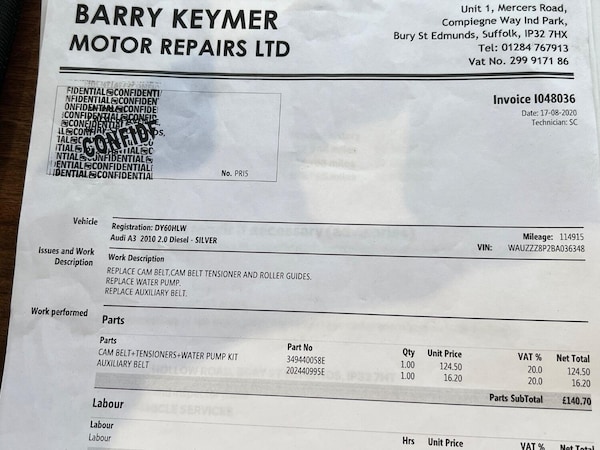 BARRY KEYMER
MOTOR REPAIRS LTD
Unit 1, Mercers Road,
Compiegne Way Ind Park,
Bury St Edmunds, Suffolk, IP32 7HX
Tel: 01284 767913
Vat No. 299 9171 86
Invoice I048036
Date: 17-08-2020
Technician: SC
CONFIDENTIAL
No. PRIS
Vehicle
Registration: DY60HLW
Audi A3 2010 2.0 Diesel - SILVER
Mileage: 114915
VIN: WAUZZZ8P2BA036348
Issues and Work
Description
Work Description
REPLACE CAM BELT,CAM BELT TENSIONER AND ROLLER GUIDES.
REPLACE WATER PUMP.
REPLACE AUXILIARY BELT.
Work performed
Parts
Parts Part No Qty Unit Price VAT % Net Total
CAM BELT+TENSIONERS+WATER PUMP KIT 349440058E 1.00 124.50 20.0 124.50
AUXILIARY BELT 202440995E 1.00 16.20 20.0 16.20
Parts SubTotal £140.70
Labour
Labour Hrs Unit Price VAT % Net Total
Labour